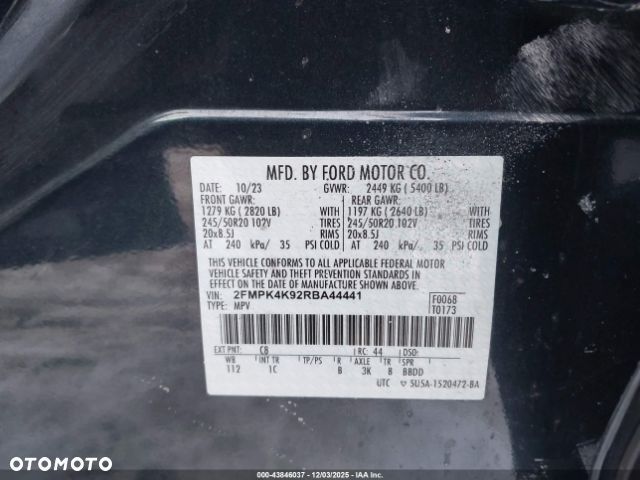 MFD. BY FORD MOTOR CO.
DATE: 10/23 GVWR: 2449 KG ( 5400 LB)
FRONT GAWR: REAR GAWR:
1279 KG ( 2820 LB) WITH 1197 KG ( 2640 LB) WITH
245/50R20 102V TIRES 245/50R20 102V TIRES
20x8.5J RIMS 20x8.5J RIMS
AT 240 kPa/ 35 PSI COLD AT 240 kPa/ 35 PSI COLD
THIS VEHICLE CONFORMS TO ALL APPLICABLE FEDERAL MOTOR
VEHICLE SAFETY AND THEFT PREVENTION STANDARDS IN
EFFECT ON THE DATE OF MANUFACTURE SHOWN ABOVE.
VIN: 2FMPK4K92RBA44441 F0068
TYPE: MPV T0173
EXT PNT: C8 RC: 44 DSO:
WB INT TR TP/PS R AXLE TR SPR
112 1C B 3K B BBDD
UTC 5U5A-1520472-BA
OTOMOTO
000-43846037 - 12/03/2025 - IAAI.COM